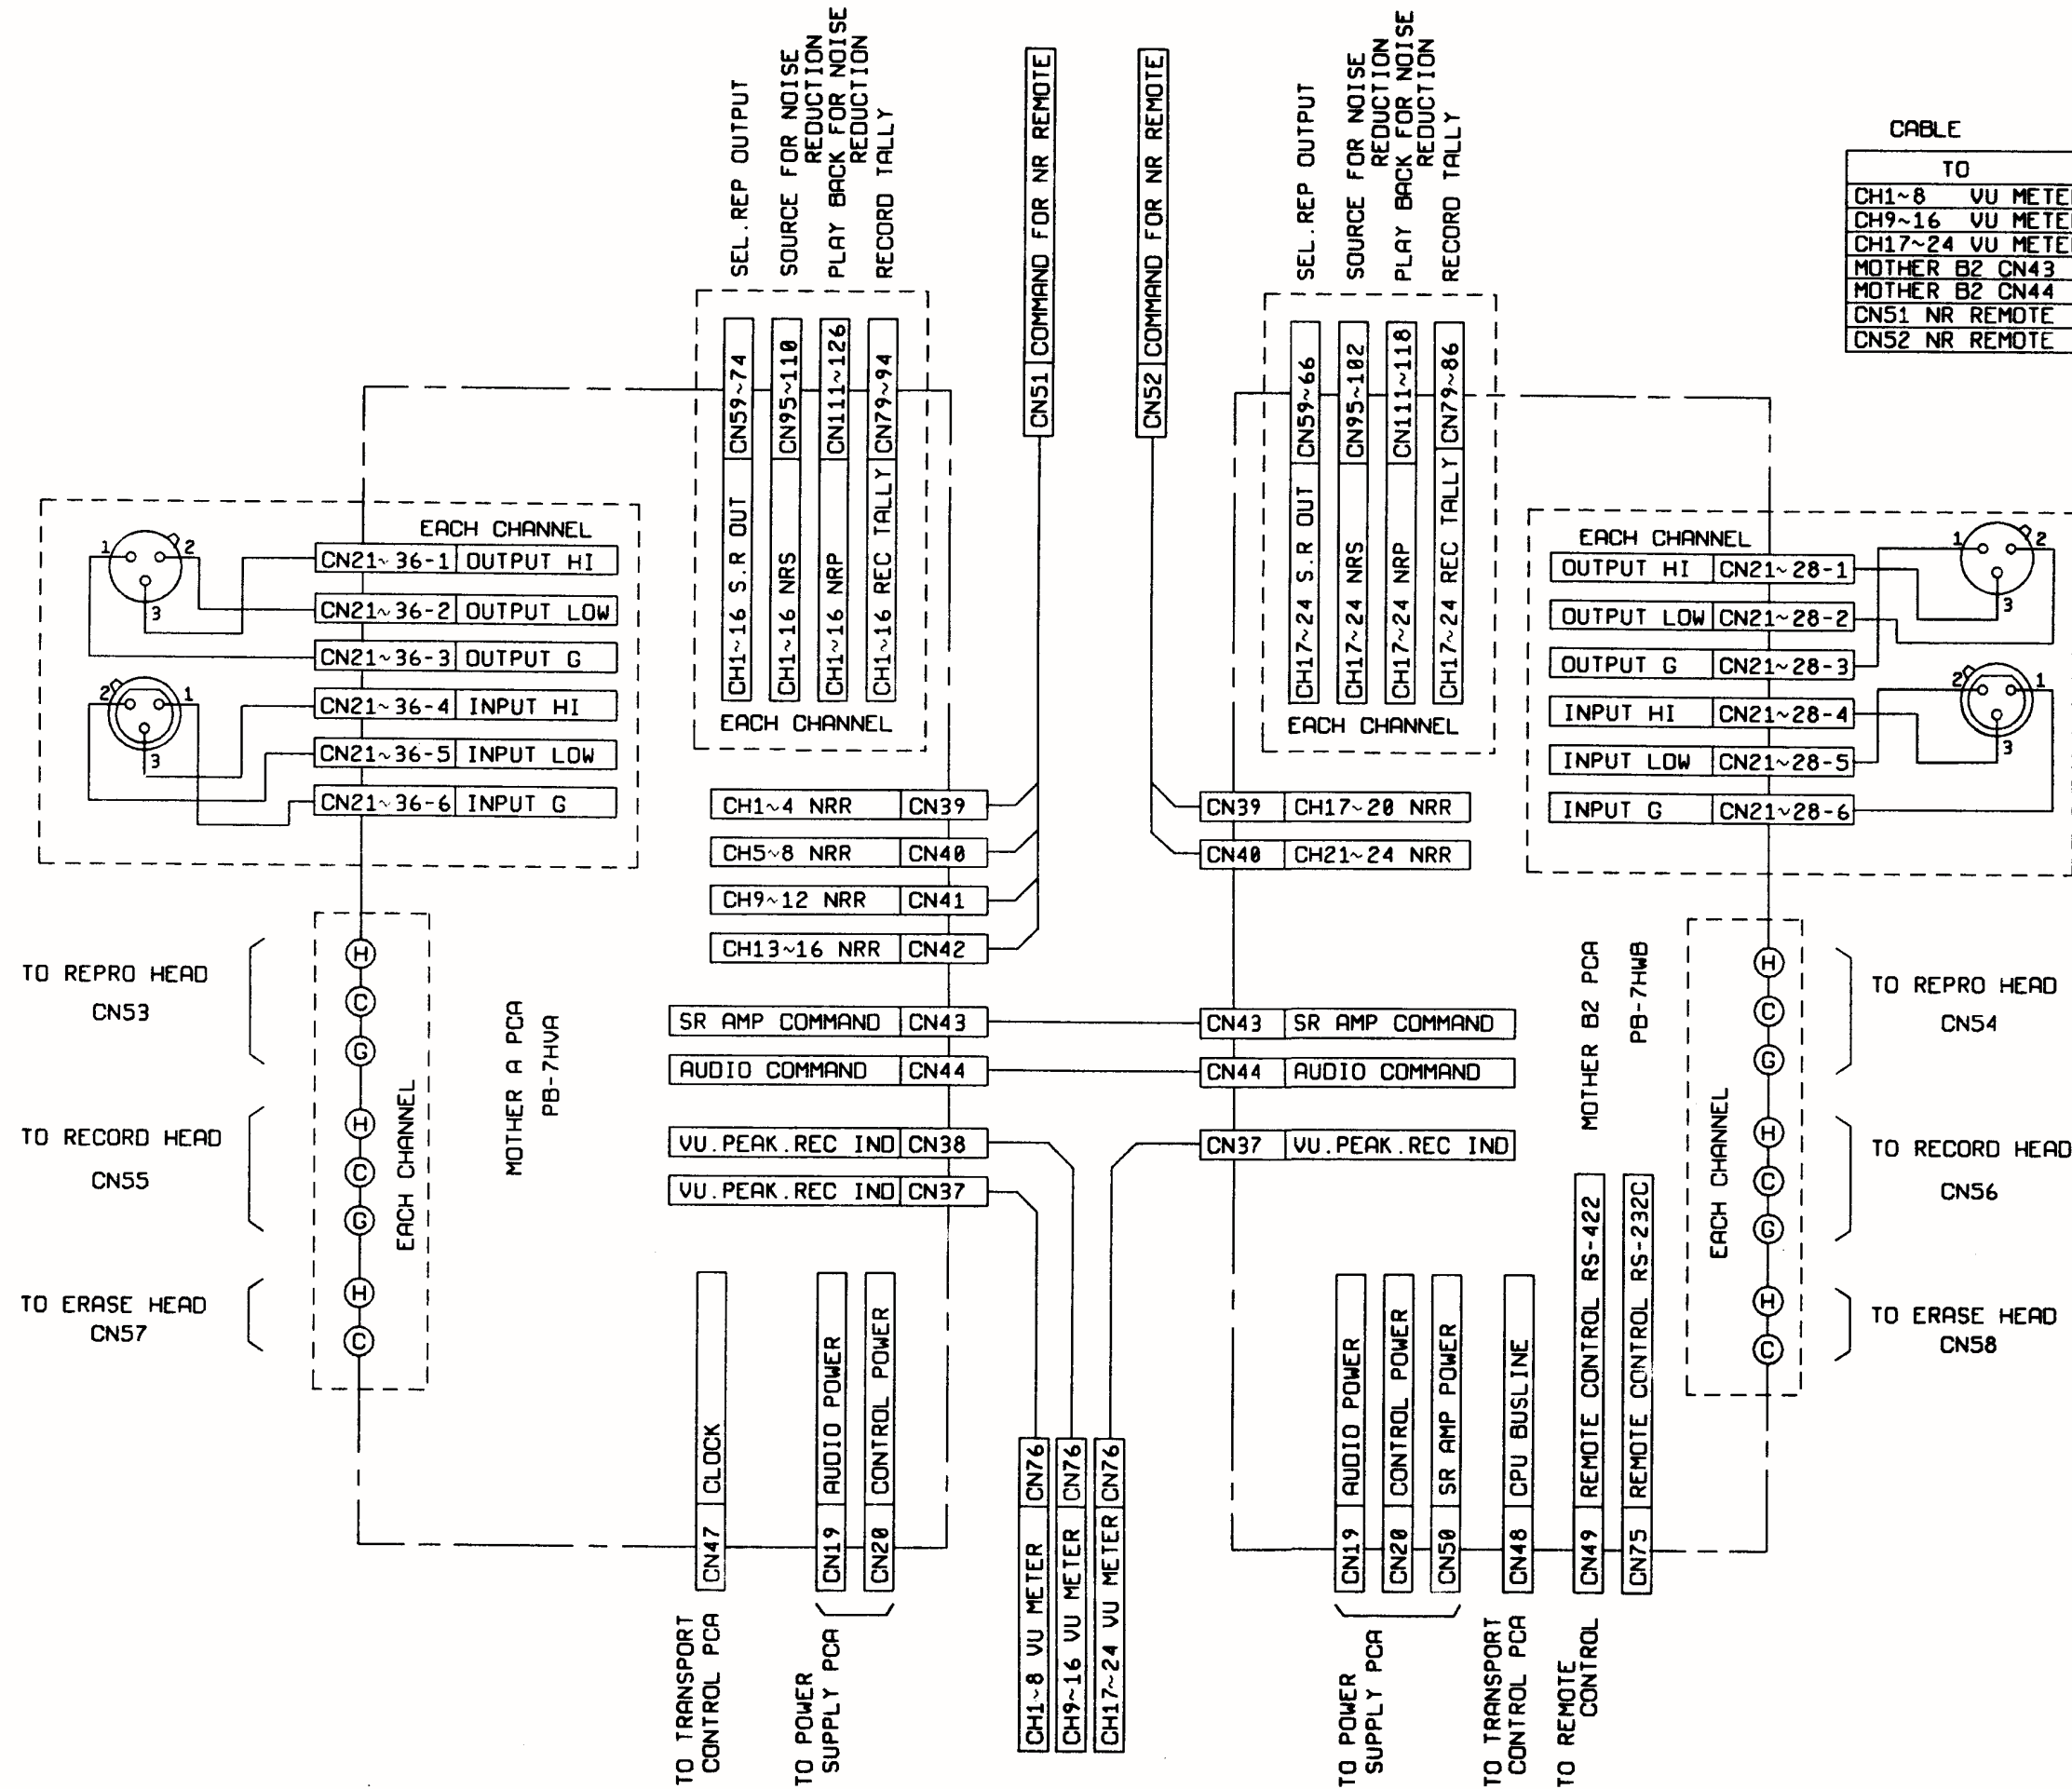 SEL.REP OUTPUT
SOURCE FOR NOISE
REDUCTION
PLAY BACK FOR NOISE
REDUCTION
RECORD TALLY
CN51 COMMAND FOR NR REMOTE
CN52 COMMAND FOR NR REMOTE
SEL.REP OUTPUT
SOURCE FOR NOISE
REDUCTION
PLAY BACK FOR NOISE
REDUCTION
RECORD TALLY
CABLE
TO
CH1~8 VU METE
CH9~16 VU METE
CH17~24 VU METE
MOTHER B2 CN43
MOTHER B2 CN44
CN51 NR REMOTE
CN52 NR REMOTE
CH1~16 S.R OUT CN59~74
CH1~16 NRS CN95~110
CH1~16 NRP CN111~126
CH1~16 REC TALLY CN79~94
EACH CHANNEL
CH17~24 S.R OUT CN59~66
CH17~24 NRS CN95~102
CH17~24 NRP CN111~118
CH17~24 REC TALLY CN79~86
EACH CHANNEL
EACH CHANNEL
1 2
3
CN21~36-1 OUTPUT HI
CN21~36-2 OUTPUT LOW
CN21~36-3 OUTPUT G
2 1
3
CN21~36-4 INPUT HI
CN21~36-5 INPUT LOW
CN21~36-6 INPUT G
EACH CHANNEL
1 2
3
OUTPUT HI CN21~28-1
OUTPUT LOW CN21~28-2
OUTPUT G CN21~28-3
2 1
3
INPUT HI CN21~28-4
INPUT LOW CN21~28-5
INPUT G CN21~28-6
CH1~4 NRR CN39
CH5~8 NRR CN40
CH9~12 NRR CN41
CH13~16 NRR CN42
CN39 CH17~20 NRR
CN40 CH21~24 NRR
TO REPRO HEAD
CN53
H
C
G
TO RECORD HEAD
CN55
H
C
G
TO ERASE HEAD
CN57
H
C
EACH CHANNEL
MOTHER A PCA
PB-7HVA
SR AMP COMMAND CN43
AUDIO COMMAND CN44
VU.PEAK.REC IND CN38
VU.PEAK.REC IND CN37
CN43 SR AMP COMMAND
CN44 AUDIO COMMAND
CN37 VU.PEAK.REC IND
MOTHER B2 PCA
PB-7HWB
EACH CHANNEL
H
C
G
TO REPRO HEAD
CN54
H
C
G
TO RECORD HEAD
CN56
H
C
TO ERASE HEAD
CN58
CN47 CLOCK
CN19 AUDIO POWER
CN20 CONTROL POWER
TO TRANSPORT
CONTROL PCA
TO POWER
SUPPLY PCA
CH1~8 VU METER CN76
CH9~16 VU METER CN76
CH17~24 VU METER CN76
CN19 AUDIO POWER
CN20 CONTROL POWER
CN50 SR AMP POWER
CN48 CPU BUSLINE
CN49 REMOTE CONTROL RS-422
CN75 REMOTE CONTROL RS-232C
TO POWER
SUPPLY PCA
TO TRANSPORT
CONTROL PCA
TO REMOTE
CONTROL